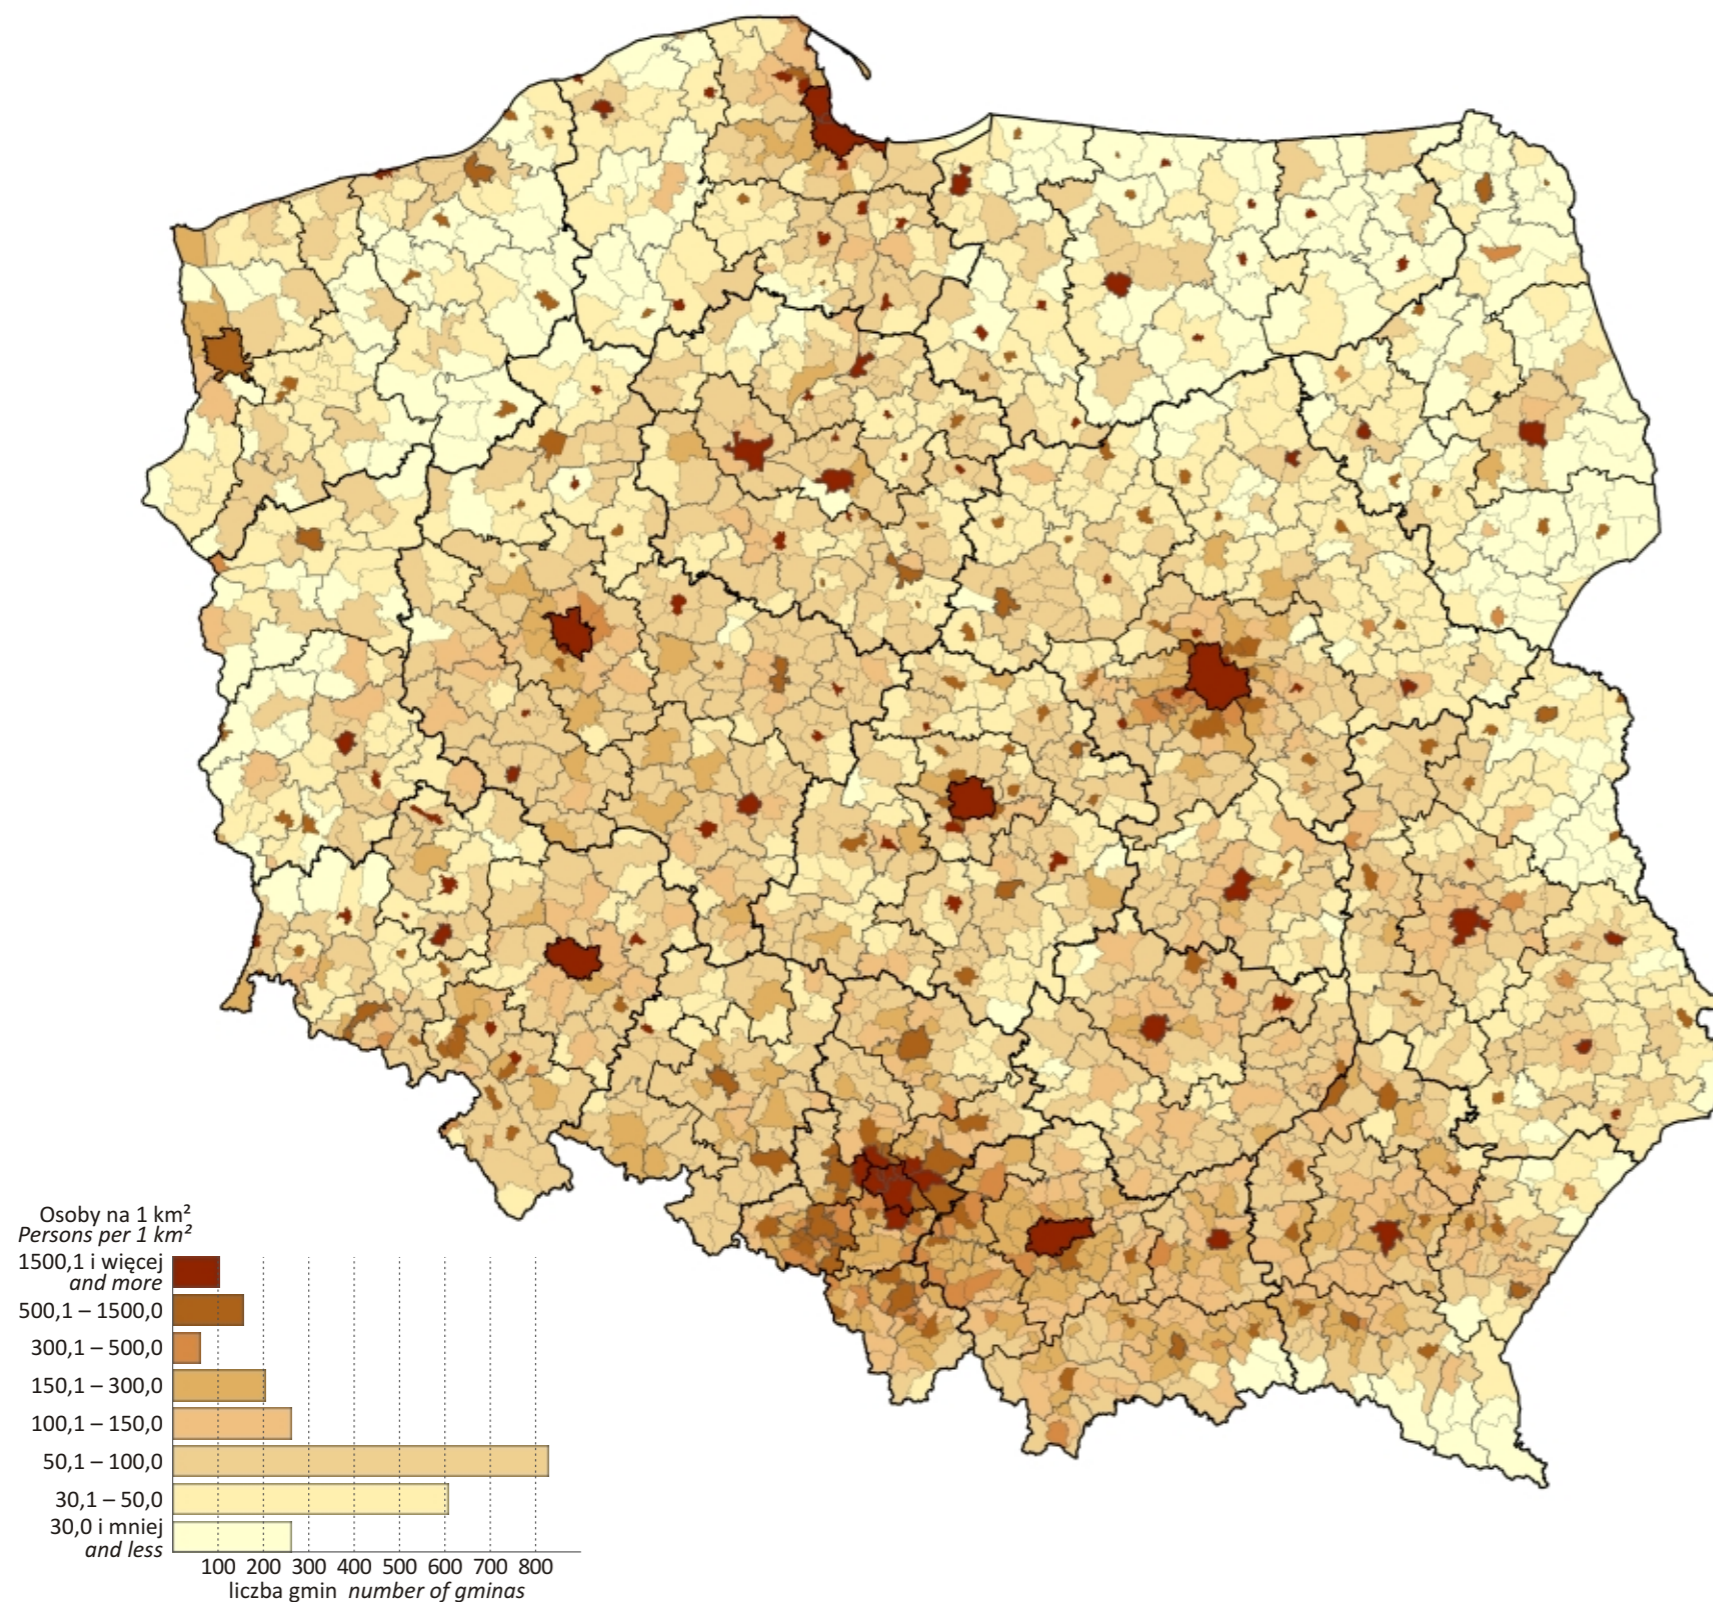 Osoby na 1 km²
Persons per 1 km²
1500,1 i więcej
and more
500,1 – 1500,0
300,1 – 500,0
150,1 – 300,0
100,1 – 150,0
50,1 – 100,0
30,1 – 50,0
30,0 i mniej
and less
100 200 300 400 500 600 700 800
liczba gmin number of gminas